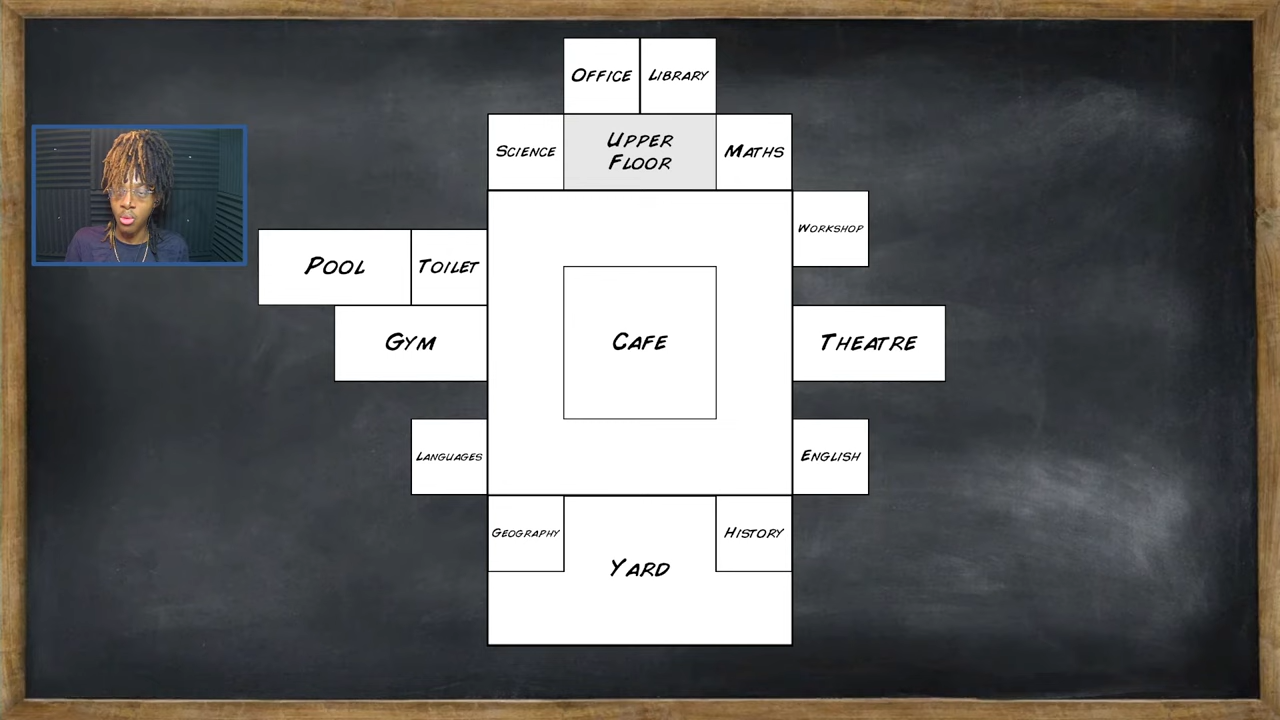 OFFICE
LIBRARY
SCIENCE
UPPER
FLOOR
MATHS
WORKSHOP
POOL
TOILET
GYM
CAFE
THEATRE
LANGUAGES
ENGLISH
GEOGRAPHY
HISTORY
YARD